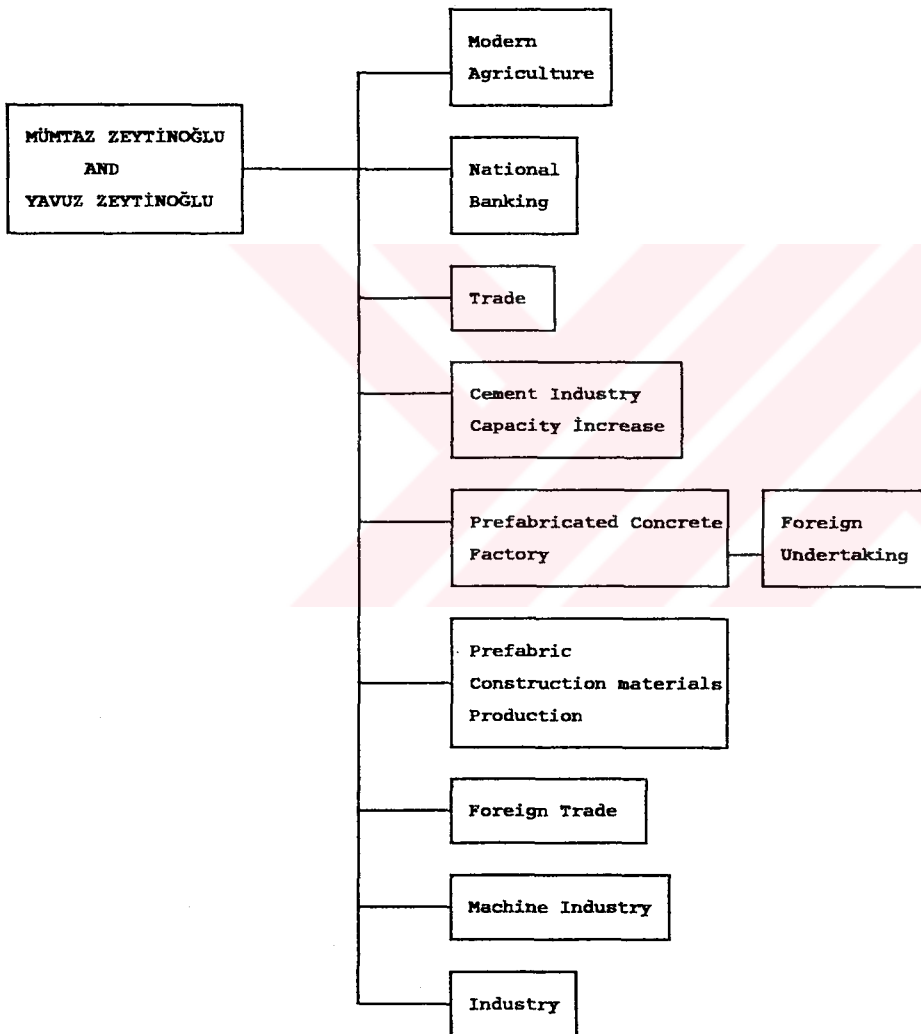 Modern
Agriculture
MÜMTAZ ZEYTİNOĞLU
AND
YAVUZ ZEYTİNOĞLU
National
Banking
Trade
Cement Industry
Capacity İncrease
Prefabricated Concrete
Factory
Foreign
Undertaking
Prefabric
Construction materials
Production
Foreign Trade
Machine Industry
Industry